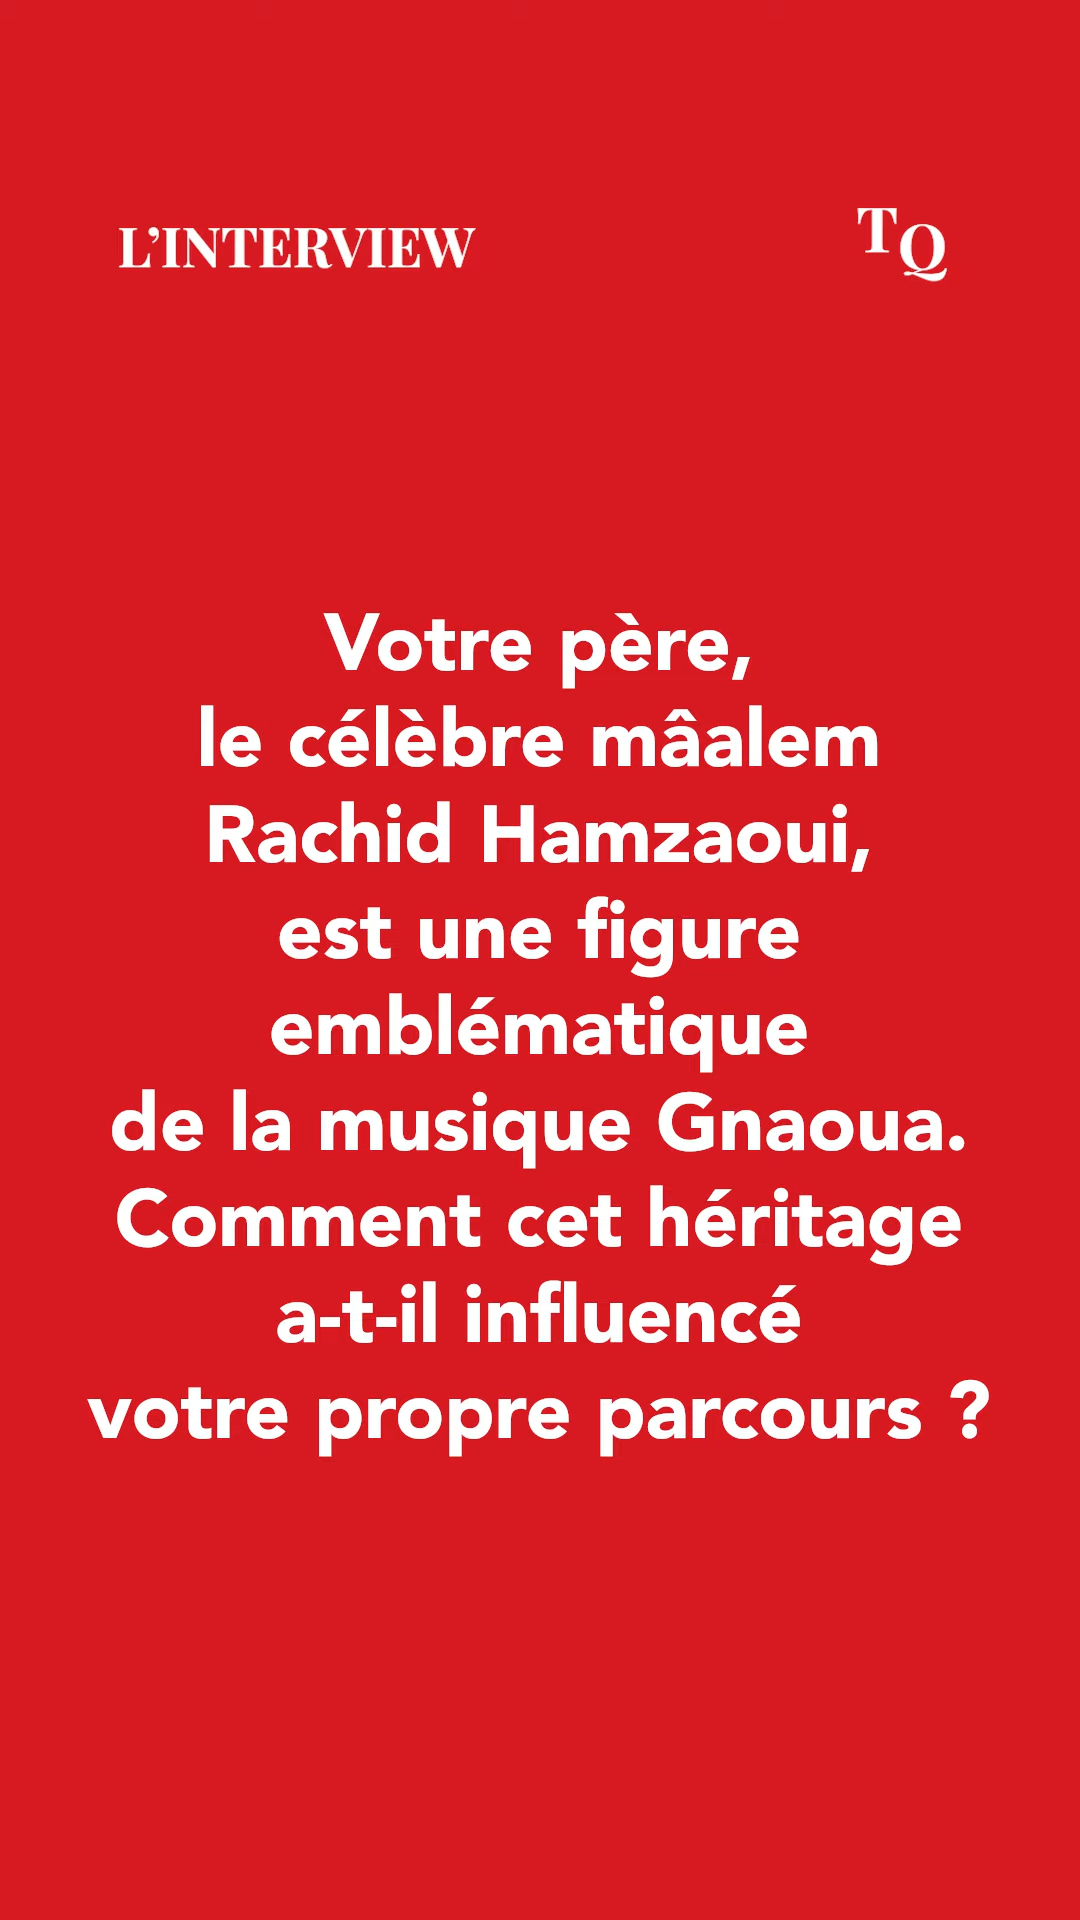 L’INTERVIEW
TQ
Votre père,
le célèbre mâalem
Rachid Hamzaoui,
est une figure
emblématique
de la musique Gnaoua.
Comment cet héritage
a-t-il influencé
votre propre parcours ?